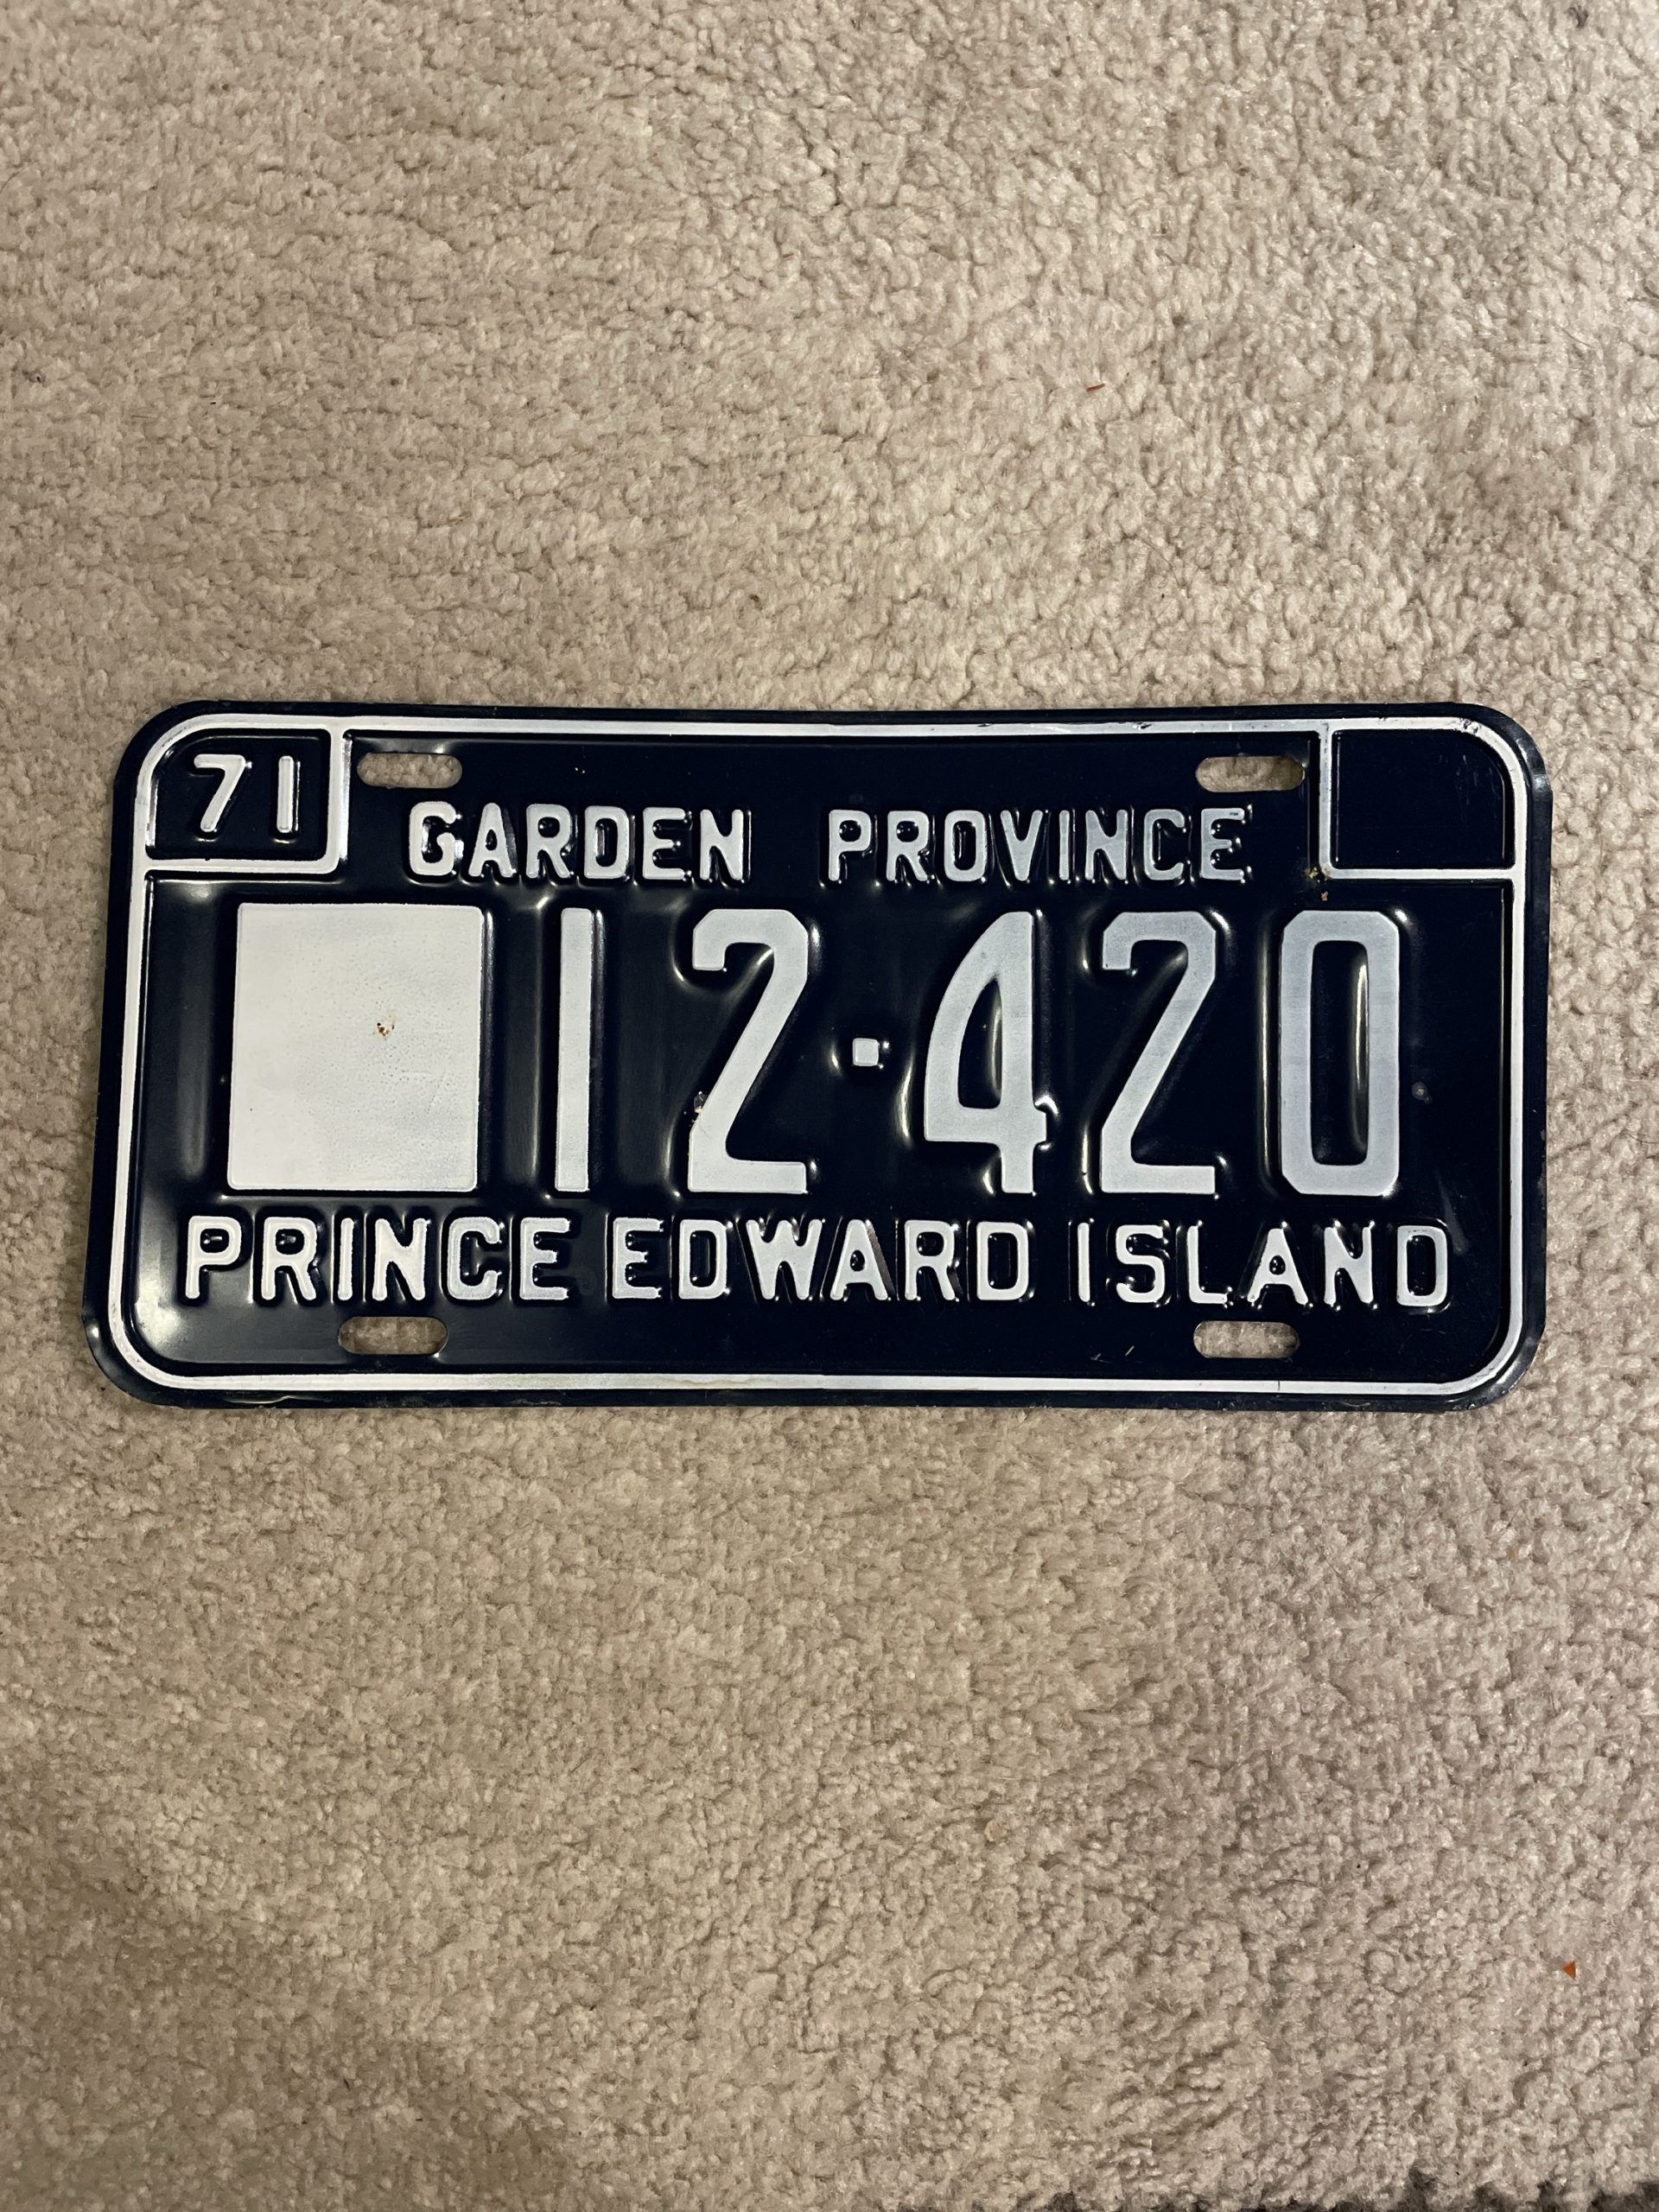 71
GARDEN PROVINCE
12·420
PRINCE EDWARD ISLAND